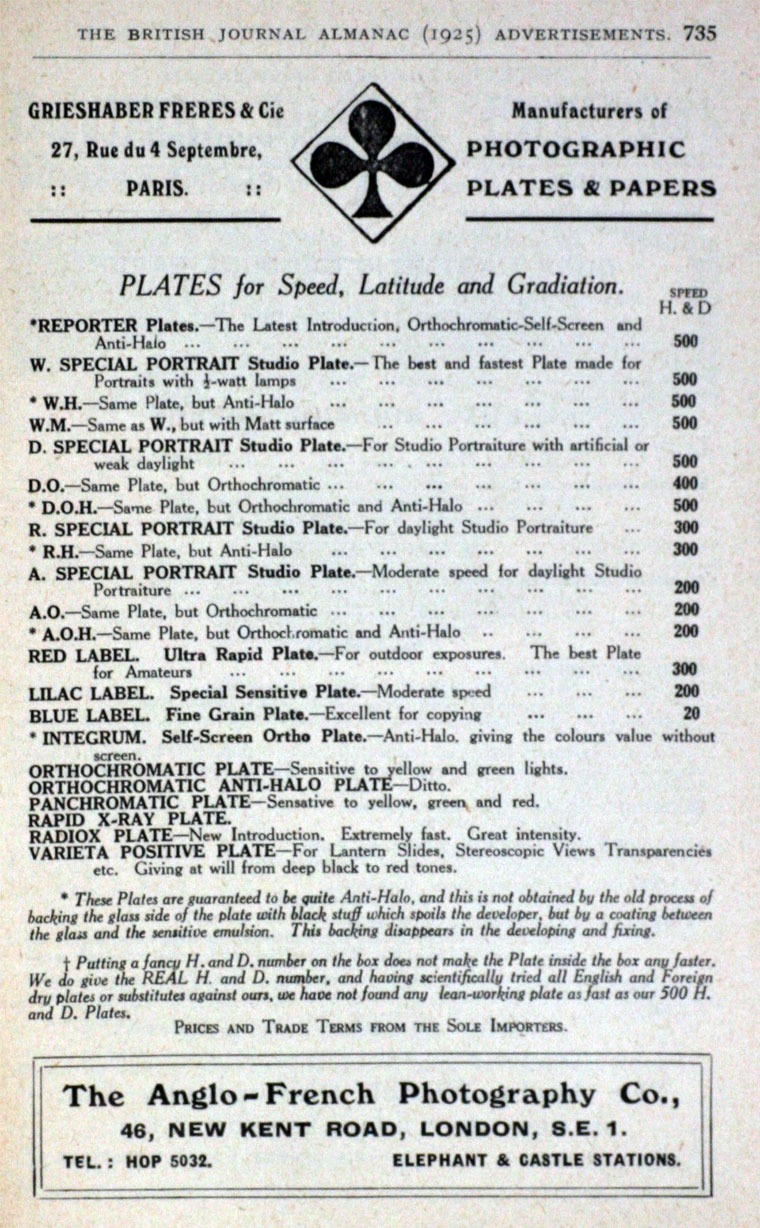 THE BRITISH JOURNAL ALMANAC (1925) ADVERTISEMENTS. 735
GRIESHABER FRERES & Cie
27, Rue du 4 Septembre,
:: PARIS. ::
Manufacturers of
PHOTOGRAPHIC
PLATES & PAPERS
PLATES for Speed, Latitude and Gradiation.
SPEED
H. & D
*REPORTER Plates.—The Latest Introduction, Orthochromatic-Self-Screen and
Anti-Halo ... ... ... ... ... ... ... ... ... ... 500
W. SPECIAL PORTRAIT Studio Plate.—The best and fastest Plate made for
Portraits with ½-watt lamps ... ... ... ... ... ... ... 500
* W.H.—Same Plate, but Anti-Halo ... ... ... ... ... ... ... 500
W.M.—Same as W., but with Matt surface ... ... ... ... ... ... 500
D. SPECIAL PORTRAIT Studio Plate.—For Studio Portraiture with artificial or
weak daylight ... ... ... ... ... ... ... ... ... 500
D.O.—Same Plate, but Orthochromatic ... ... ... ... ... ... ... 400
* D.O.H.—Same Plate, but Orthochromatic and Anti-Halo ... ... ... ... 500
R. SPECIAL PORTRAIT Studio Plate.—For daylight Studio Portraiture ... 300
* R.H.—Same Plate, but Anti-Halo ... ... ... ... ... ... ... 300
A. SPECIAL PORTRAIT Studio Plate.—Moderate speed for daylight Studio
Portraiture ... ... ... ... ... ... ... ... ... ... 200
A.O.—Same Plate, but Orthochromatic ... ... ... ... ... ... ... 200
* A.O.H.—Same Plate, but Orthochromatic and Anti-Halo .. ... ... ... 200
RED LABEL. Ultra Rapid Plate.—For outdoor exposures. The best Plate
for Amateurs ... ... ... ... ... ... ... ... ... 300
LILAC LABEL. Special Sensitive Plate.—Moderate speed ... ... ... 200
BLUE LABEL. Fine Grain Plate.—Excellent for copying ... ... ... 20
* INTEGRUM. Self-Screen Ortho Plate.—Anti-Halo. giving the colours value without
screen.
ORTHOCHROMATIC PLATE—Sensitive to yellow and green lights.
ORTHOCHROMATIC ANTI-HALO PLATE—Ditto.
PANCHROMATIC PLATE—Sensative to yellow, green, and red.
RAPID X-RAY PLATE.
RADIOX PLATE—New Introduction. Extremely fast. Great intensity.
VARIETA POSITIVE PLATE—For Lantern Slides, Stereoscopic Views Transparencies
etc. Giving at will from deep black to red tones.
* These Plates are guaranteed to be quite Anti-Halo, and this is not obtained by the old process of
backing the glass side of the plate with black stuff which spoils the developer, but by a coating between
the glass and the sensitive emulsion. This backing disappears in the developing and fixing.
† Putting a fancy H. and D. number on the box does not make the Plate inside the box any faster.
We do give the REAL H. and D. number, and having scientifically tried all English and Foreign
dry plates or substitutes against ours, we have not found any lean-working plate as fast as our 500 H.
and D. Plates.
PRICES AND TRADE TERMS FROM THE SOLE IMPORTERS.
The Anglo-French Photography Co.,
46, NEW KENT ROAD, LONDON, S.E. 1.
TEL.: HOP 5032. ELEPHANT & CASTLE STATIONS.